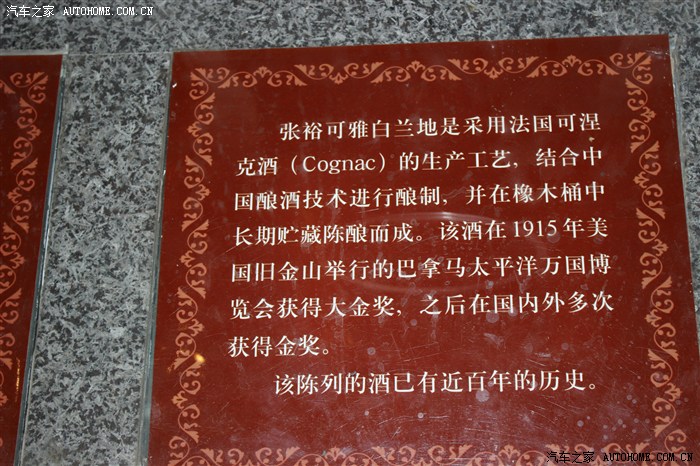 汽车之家 AUTOHOME.COM.CN
张裕可雅白兰地是采用法国可涅
克酒（Cognac）的生产工艺，结合中
国酿酒技术进行酿制，并在橡木桶中
长期贮藏陈酿而成。该酒在1915年美
国旧金山举行的巴拿马太平洋万国博
览会获得大金奖，之后在国内外多次
获得金奖。
该陈列的酒已有近百年的历史。
汽车之家 AUTOHOME.COM.CN